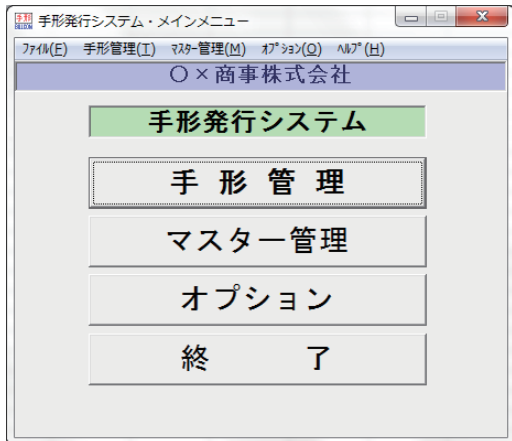 手形発行システム・メインメニュー
ﾌｧｲﾙ(F) 手形管理(T) ﾏｽﾀｰ管理(M) ｵﾌﾟｼｮﾝ(O) ﾍﾙﾌﾟ(H)
○×商事株式会社
手形発行システム
手 形 管 理
マスター管理
オプション
終 了